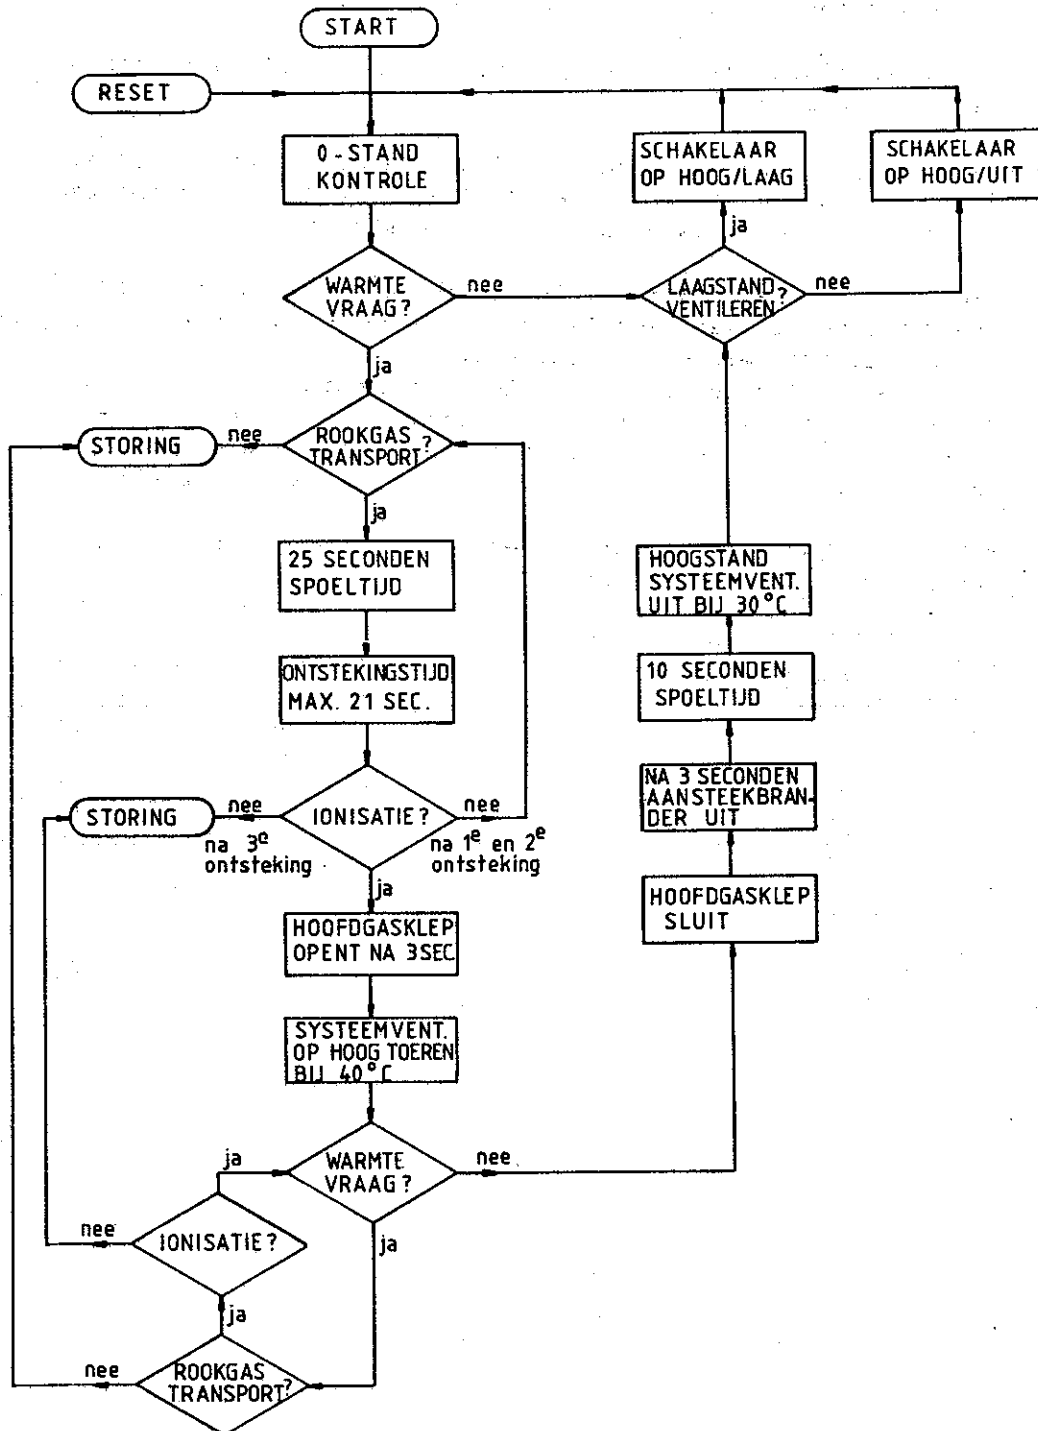 START
RESET
0-STAND
KONTROLE
SCHAKELAAR
OP HOOG/LAAG
SCHAKELAAR
OP HOOG/UIT
ja
WARMTE
VRAAG?
nee
LAAGSTAND
VENTILEREN?
nee
ja
STORING
nee
ROOKGAS
TRANSPORT?
ja
25 SECONDEN
SPOELTIJD
HOOGSTAND
SYSTEEMVENT.
UIT BIJ 30°C
ONTSTEKINGSTIJD
MAX. 21 SEC.
10 SECONDEN
SPOELTIJD
NA 3 SECONDEN
AANSTEEKBRAN-
DER UIT
STORING
nee
na 3e
ontsteking
IONISATIE?
nee
na 1e en 2e
ontsteking
ja
HOOFDGASKLEP
SLUIT
HOOFDGASKLEP
OPENT NA 3SEC
SYSTEEMVENT.
OP HOOG TOEREN
BIJ 40°C
ja
WARMTE
VRAAG?
nee
nee
IONISATIE?
ja
ja
nee
ROOKGAS
TRANSPORT?